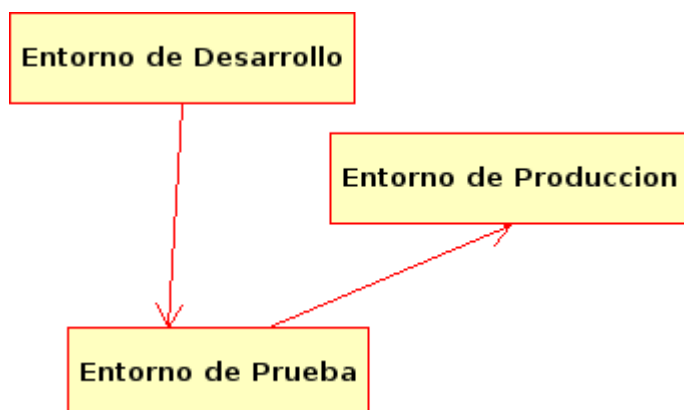 Entorno de Desarrollo
Entorno de Produccion
Entorno de Prueba